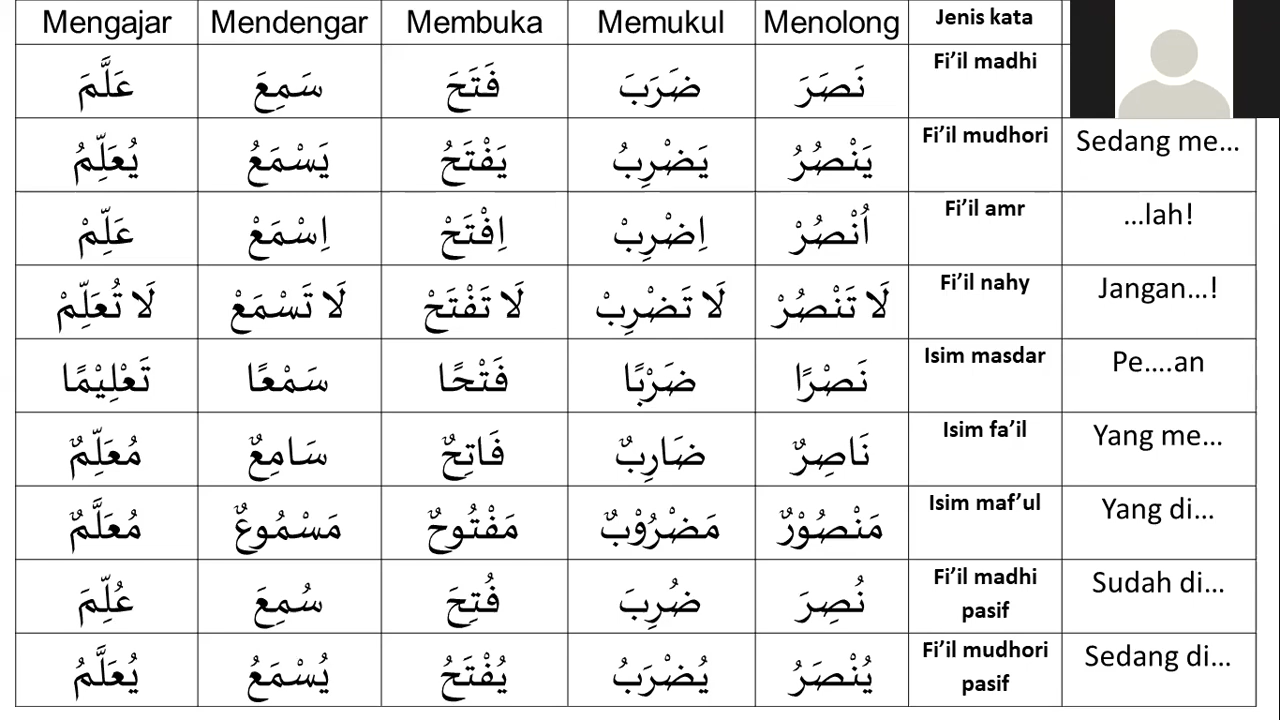 Mengajar Mendengar Membuka Memukul Menolong Jenis kata
عَلَّمَ سَمِعَ فَتَحَ ضَرَبَ نَصَرَ Fi’il madhi
يُعَلِّمُ يَسْمَعُ يَفْتَحُ يَضْرِبُ يَنْصُرُ Fi’il mudhori Sedang me...
عَلِّمْ اِسْمَعْ اِفْتَحْ اِضْرِبْ اُنْصُرْ Fi’il amr ...lah!
لَا تُعَلِّمْ لَا تَسْمَعْ لَا تَفْتَحْ لَا تَضْرِبْ لَا تَنْصُرْ Fi’il nahy Jangan...!
تَعْلِيْمًا سَمْعًا فَتْحًا ضَرْبًا نَصْرًا Isim masdar Pe....an
مُعَلِّمٌ سَامِعٌ فَاتِحٌ ضَارِبٌ نَاصِرٌ Isim fa’il Yang me...
مُعَلَّمٌ مَسْمُوعٌ مَفْتُوحٌ مَضْرُوْبٌ مَنْصُوْرٌ Isim maf’ul Yang di...
عُلِّمَ سُمِعَ فُتِحَ ضُرِبَ نُصِرَ Fi’il madhi pasif Sudah di...
يُعَلَّمُ يُسْمَعُ يُفْتَحُ يُضْرَبُ يُنْصَرُ Fi’il mudhori pasif Sedang di...